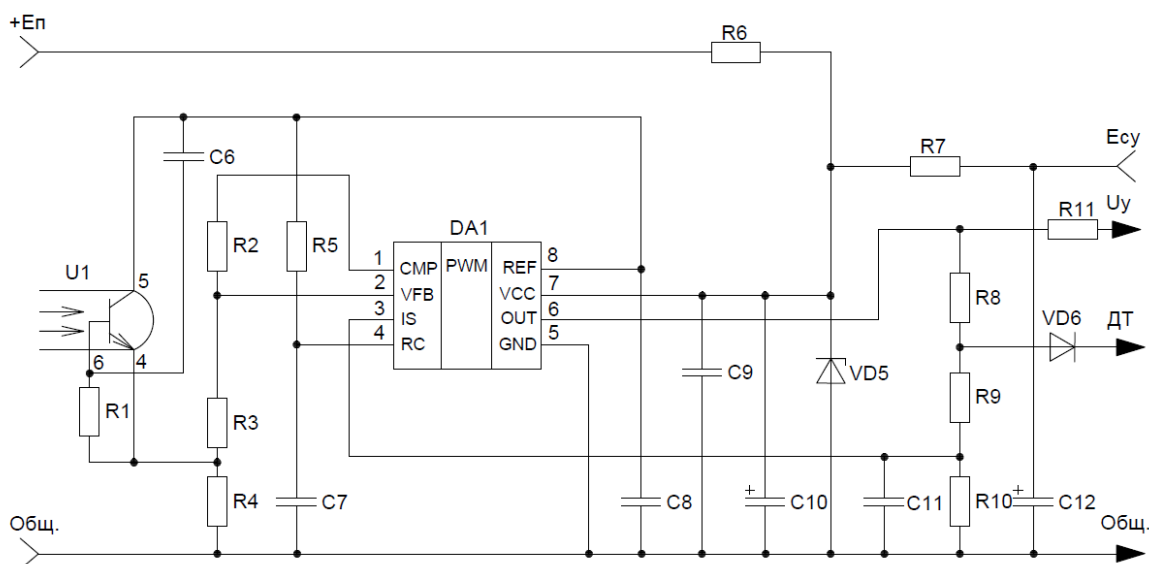 +Eп
R6
C6
R7
Eсу
R11
Uу
DA1
R2
R5
1
CMP
PWM
REF
8
U1
5
2
VFB
VCC
7
R8
3
IS
OUT
6
VD6
ДТ
4
RC
GND
5
6
4
C9
VD5
R1
R9
R3
R4
C7
C8
+
C10
C11
R10
+
C12
Общ.
Общ.